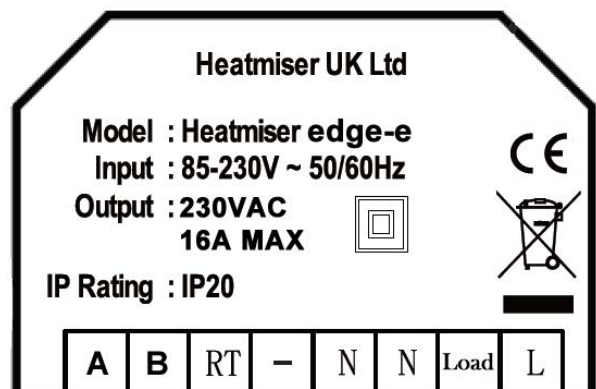 Heatmiser UK Ltd
Model : Heatmiser edge-e
Input : 85-230V ~ 50/60Hz
Output : 230VAC
16A MAX
IP Rating : IP20
CE
A B RT - N N Load L